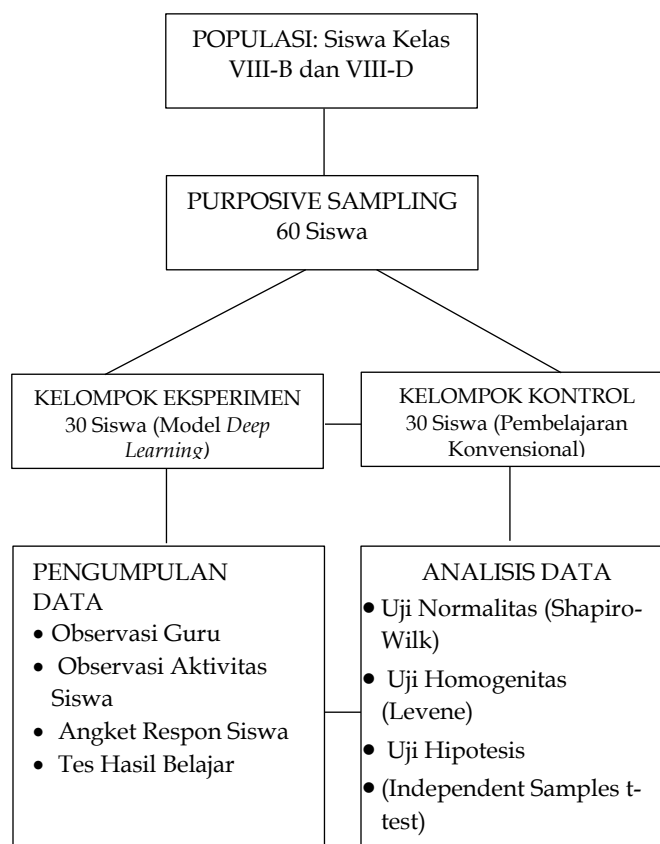 POPULASI: Siswa Kelas
VIII-B dan VIII-D
PURPOSIVE SAMPLING
60 Siswa
KELOMPOK EKSPERIMEN
30 Siswa (Model Deep
Learning)
KELOMPOK KONTROL
30 Siswa (Pembelajaran
Konvensional)
PENGUMPULAN
DATA
• Observasi Guru
• Observasi Aktivitas
Siswa
• Angket Respon Siswa
• Tes Hasil Belajar
ANALISIS DATA
• Uji Normalitas (Shapiro-
Wilk)
• Uji Homogenitas
(Levene)
• Uji Hipotesis
• (Independent Samples t-
test)